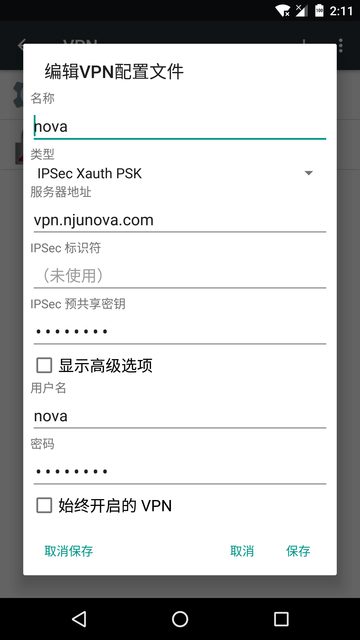 2:11
VPN
编辑VPN配置文件
名称
nova
类型
IPSec Xauth PSK
服务器地址
vpn.njunova.com
IPSec 标识符
（未使用）
IPSec 预共享密钥
••••••••
显示高级选项
用户名
nova
密码
••••••••
始终开启的 VPN
取消保存 取消 保存